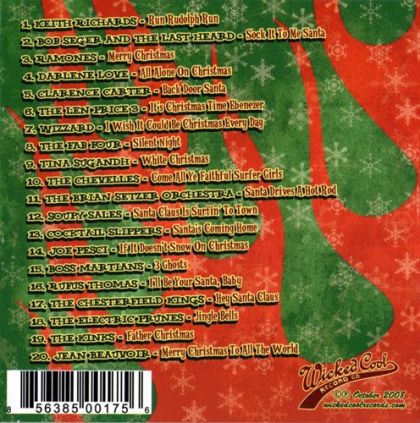 1. KEITH RICHARDS - Run Rudolph Run
2. BOB SEGER AND THE LAST HEARD - Sock It To Me Santa
3. RAMONES - Merry Christmas
4. DARLENE LOVE - All Alone On Christmas
5. CLARENCE CARTER - Back Door Santa
6. THE LEN PRICE 3 - It's Christmas Time Ebenezer
7. WIZZARD - I Wish It Could Be Christmas Every Day
8. THE FAB FOUR - Silent Night
9. TINA SUGANDH - White Christmas
10. THE CHEVELLES - Come All Ye Faithful Surfer Girls
11. THE BRIAN SETZER ORCHESTRA - Santa Drives A Hot Rod
12. SOUPY SALES - Santa Claus Is Surfin' To Town
13. COCKTAIL SLIPPERS - Santa's Coming Home
14. JOE PESCI - If It Doesn't Snow On Christmas
15. BOSS MARTIANS - 3 Ghosts
16. RUFUS THOMAS - I'll Be Your Santa, Baby
17. THE CHESTERFIELD KINGS - Hey Santa Claus
18. THE ELECTRIC PRUNES - Jingle Bells
19. THE KINKS - Father Christmas
20. JEAN BEAUVOIR - Merry Christmas To All The World
Wicked Cool
RECORD CO.
©℗ October 2008
wickedcoolrecords.com
8 56385 00175 6